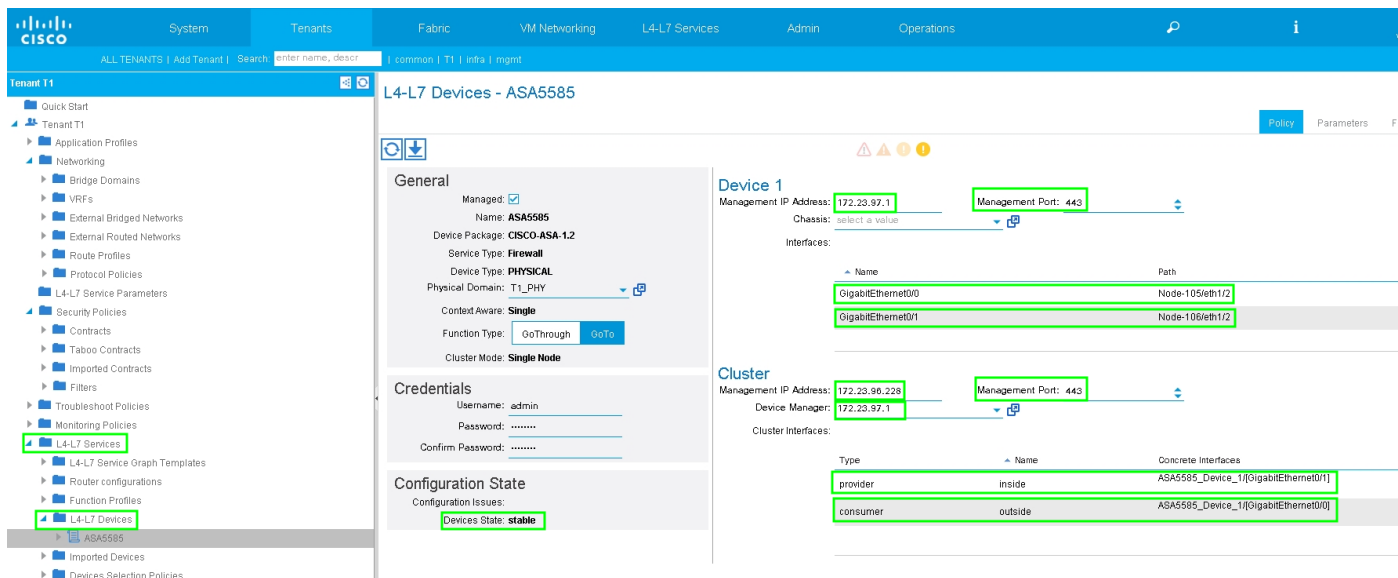 CISCO
System Tenants Fabric VM Networking L4-L7 Services Admin Operations
ALL TENANTS | Add Tenant | Search: enter name, descr | common | T1 | infra | mgmt
Tenant T1
Quick Start
Tenant T1
Application Profiles
Networking
Bridge Domains
VRFs
External Bridged Networks
External Routed Networks
Route Profiles
Protocol Policies
L4-L7 Service Parameters
Security Policies
Contracts
Taboo Contracts
Imported Contracts
Filters
Troubleshoot Policies
Monitoring Policies
L4-L7 Services
L4-L7 Service Graph Templates
Router configurations
Function Profiles
L4-L7 Devices
ASA5585
Imported Devices
Devices Selection Policies
L4-L7 Devices - ASA5585
Policy Parameters F
General
Managed:
Name: ASA5585
Device Package: CISCO-ASA-1.2
Service Type: Firewall
Device Type: PHYSICAL
Physical Domain: T1_PHY
Context Aware: Single
Function Type: GoThrough GoTo
Cluster Mode: Single Node
Credentials
Username: admin
Password: ........
Confirm Password: ........
Configuration State
Configuration Issues:
Devices State: stable
Device 1
Management IP Address: 172.23.97.1 Management Port: 443
Chassis: select a value
Interfaces:
Name Path
GigabitEthernet0/0 Node-105/eth1/2
GigabitEthernet0/1 Node-106/eth1/2
Cluster
Management IP Address: 172.23.96.228 Management Port: 443
Device Manager: 172.23.97.1
Cluster Interfaces:
Type Name Concrete Interfaces
provider inside ASA5585_Device_1/[GigabitEthernet0/1]
consumer outside ASA5585_Device_1/[GigabitEthernet0/0]